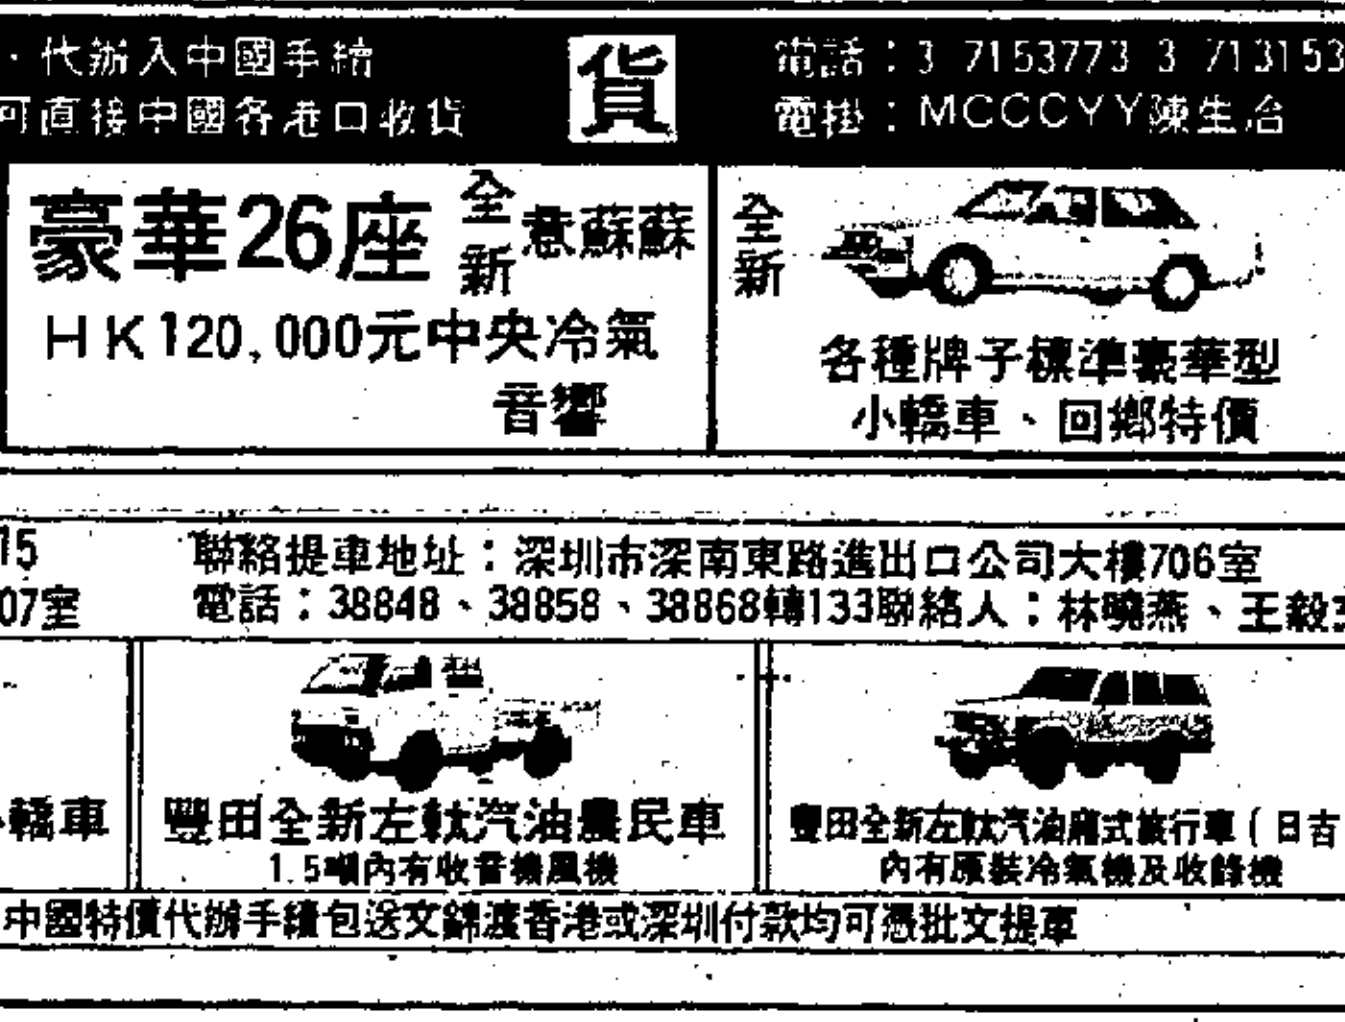 ·代辦入中國手續
可直接中國各港口收貨
貨
電話：3 7153773 3 713153
電掛：MCCCYY陳生冶
豪華26座 全新 意蘇蘇
HK120,000元中央冷氣
音響
全新
各種牌子標準豪華型
小轎車、回鄉特價
15
07室
聯絡提車地址：深圳市深南東路進出口公司大樓706室
電話：38848、38858、38868轉133聯絡人：林曉燕、王毅
轎車
豐田全新左軚汽油農民車
1.5噸內有收音機風機
豐田全新左軚汽油廂式旅行車（日吉
內有原裝冷氣機及收錄機
中國特價代辦手續包送文錦渡香港或深圳付款均可憑批文提車